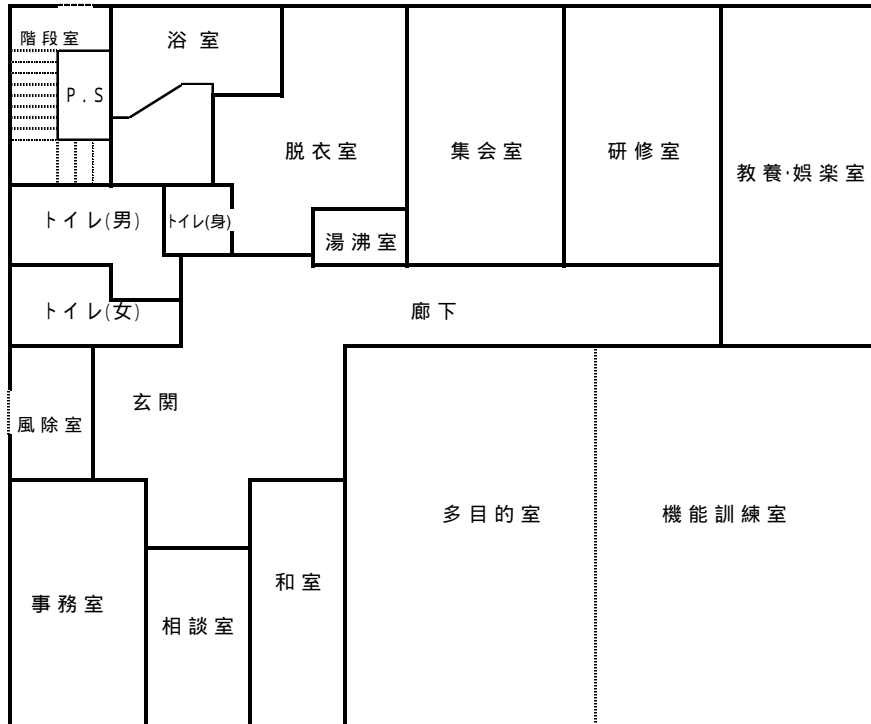 階段室
浴室
P.S
脱衣室
集会室
研修室
教養・娯楽室
トイレ(男)
トイレ(身)
湯沸室
トイレ(女)
廊下
玄関
風除室
多目的室
機能訓練室
和室
事務室
相談室